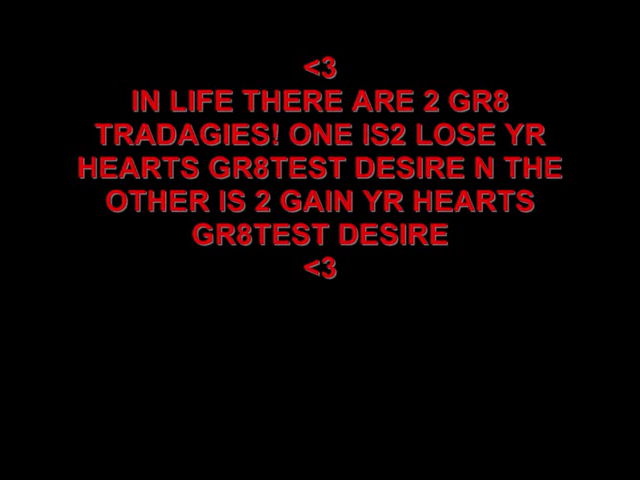 <3
IN LIFE THERE ARE 2 GR8
TRADAGIES! ONE IS2 LOSE YR
HEARTS GR8TEST DESIRE N THE
OTHER IS 2 GAIN YR HEARTS
GR8TEST DESIRE
<3